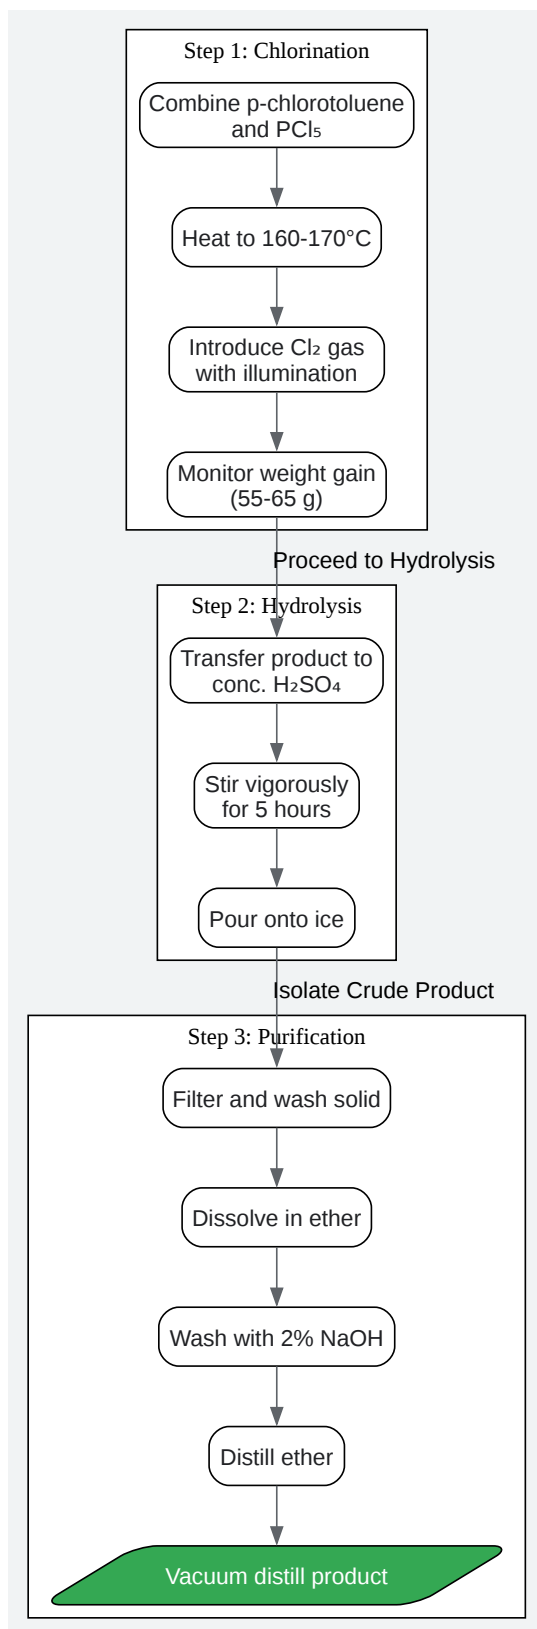 Step 1: Chlorination
Combine p-chlorotoluene
and PCl₅
Heat to 160-170°C
Introduce Cl₂ gas
with illumination
Monitor weight gain
(55-65 g)
Proceed to Hydrolysis
Step 2: Hydrolysis
Transfer product to
conc. H₂SO₄
Stir vigorously
for 5 hours
Pour onto ice
Isolate Crude Product
Step 3: Purification
Filter and wash solid
Dissolve in ether
Wash with 2% NaOH
Distill ether
Vacuum distill product